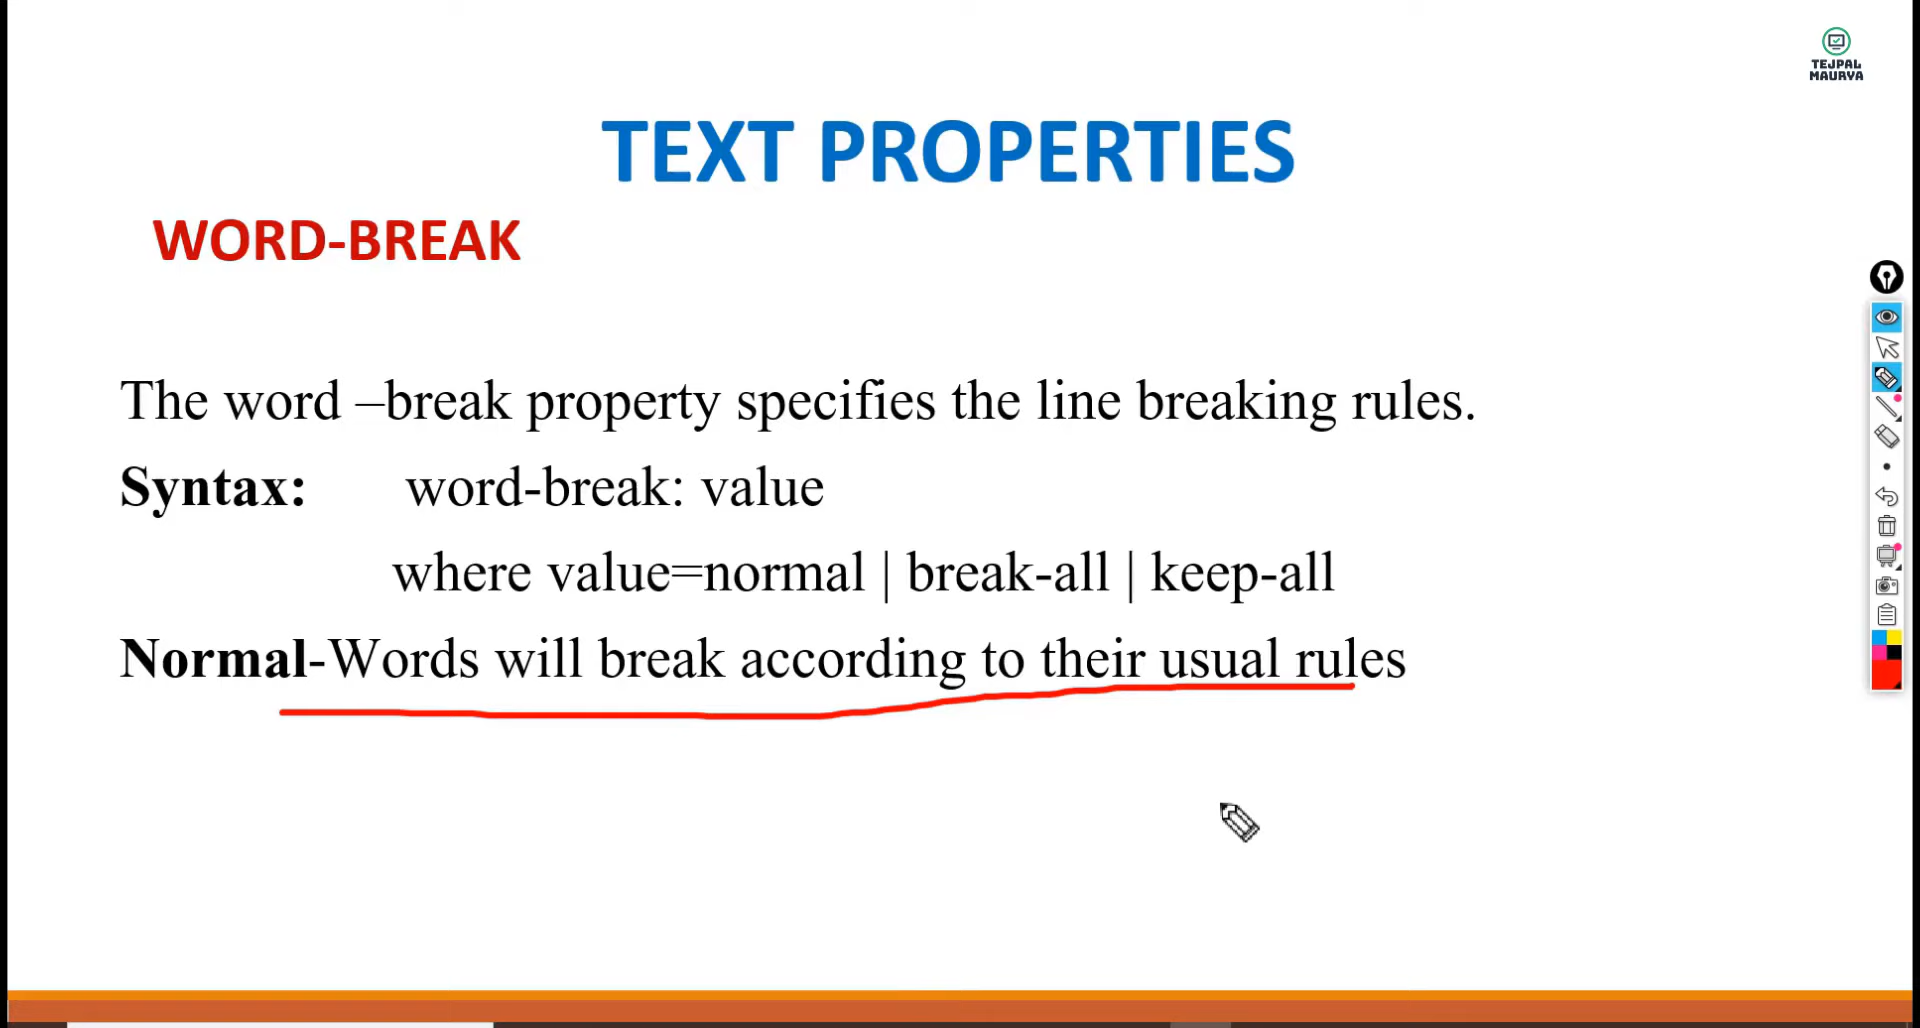 TEJPAL
MAURYA
TEXT PROPERTIES
WORD-BREAK
The word –break property specifies the line breaking rules.
Syntax: word-break: value
where value=normal | break-all | keep-all
Normal-Words will break according to their usual rules